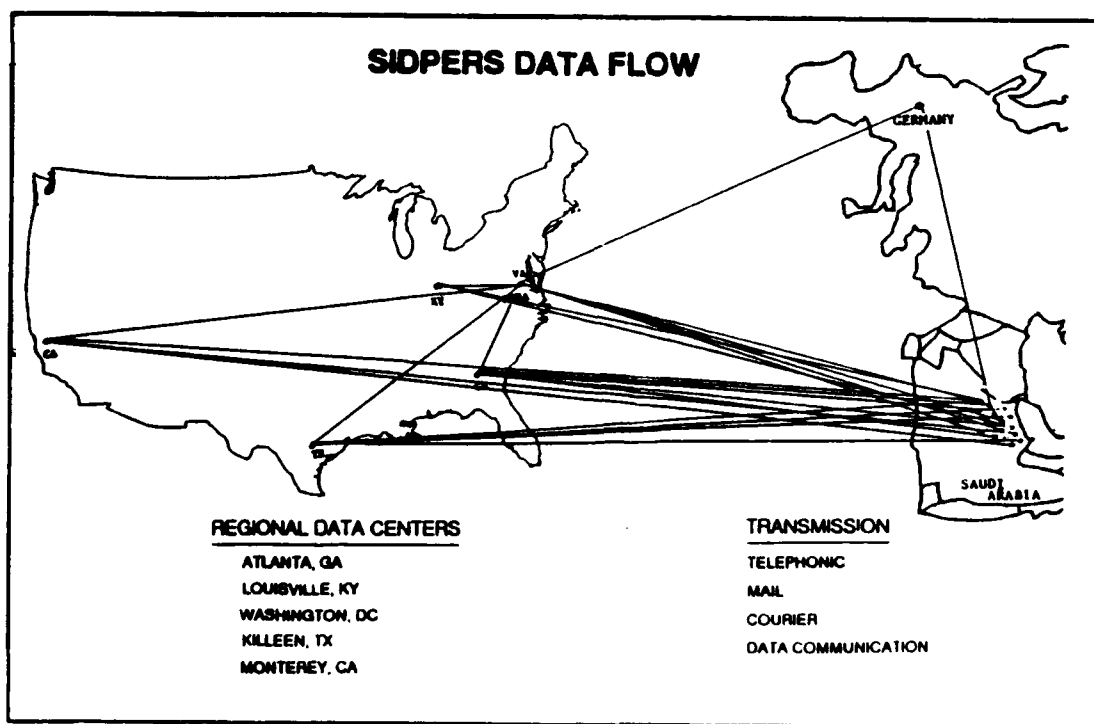 SIDPERS DATA FLOW
GERMANY
VA
KY
CA
GA
TX
SAUDI
ARABIA
REGIONAL DATA CENTERS
ATLANTA, GA
LOUISVILLE, KY
WASHINGTON, DC
KILLEEN, TX
MONTEREY, CA
TRANSMISSION
TELEPHONIC
MAIL
COURIER
DATA COMMUNICATION